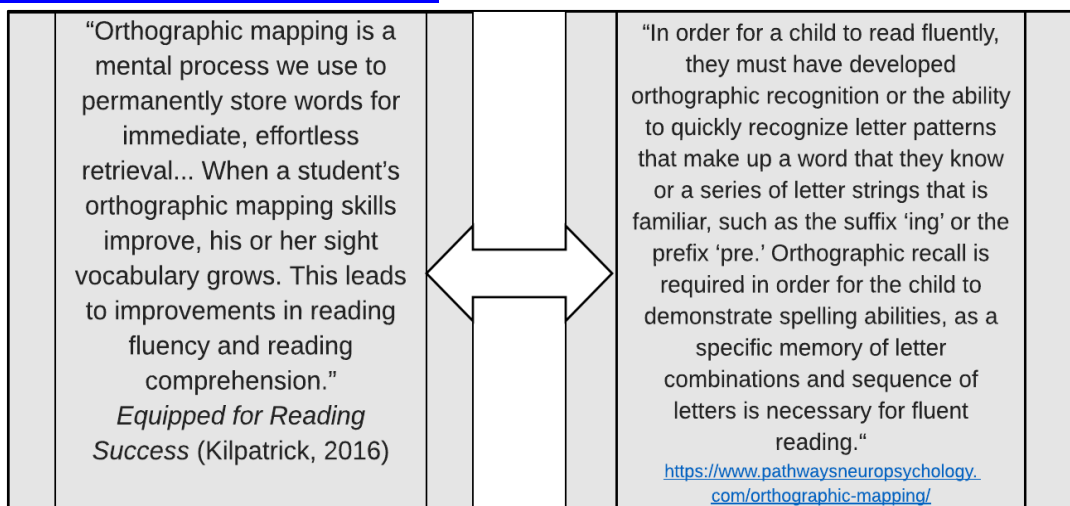 “Orthographic mapping is a
mental process we use to
permanently store words for
immediate, effortless
retrieval... When a student’s
orthographic mapping skills
improve, his or her sight
vocabulary grows. This leads
to improvements in reading
fluency and reading
comprehension.”
Equipped for Reading
Success (Kilpatrick, 2016)
“In order for a child to read fluently,
they must have developed
orthographic recognition or the ability
to quickly recognize letter patterns
that make up a word that they know
or a series of letter strings that is
familiar, such as the suffix ‘ing’ or the
prefix ‘pre.’ Orthographic recall is
required in order for the child to
demonstrate spelling abilities, as a
specific memory of letter
combinations and sequence of
letters is necessary for fluent
reading.“
https://www.pathwaysneuropsychology.
com/orthographic-mapping/